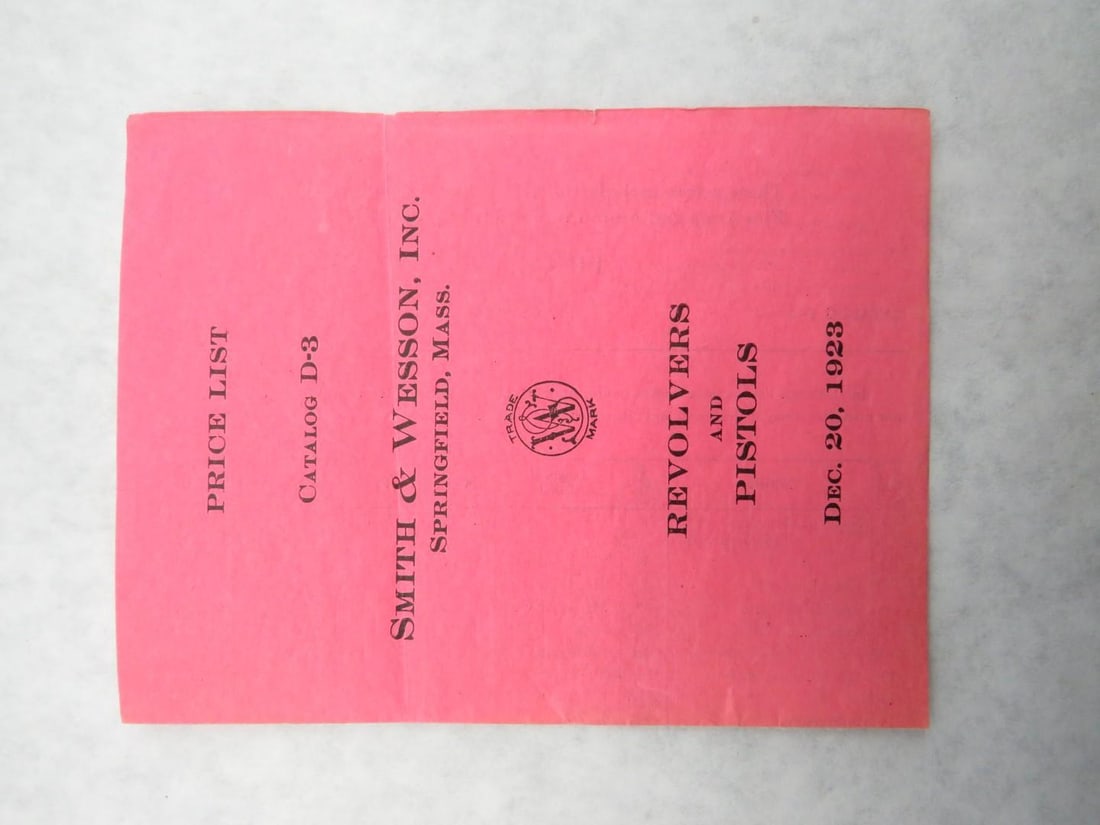 PRICE LIST
CATALOG D-3
SMITH & WESSON, INC.
SPRINGFIELD, MASS.
TRADE
S&W
MARK
REVOLVERS
AND
PISTOLS
DEC. 20, 1923